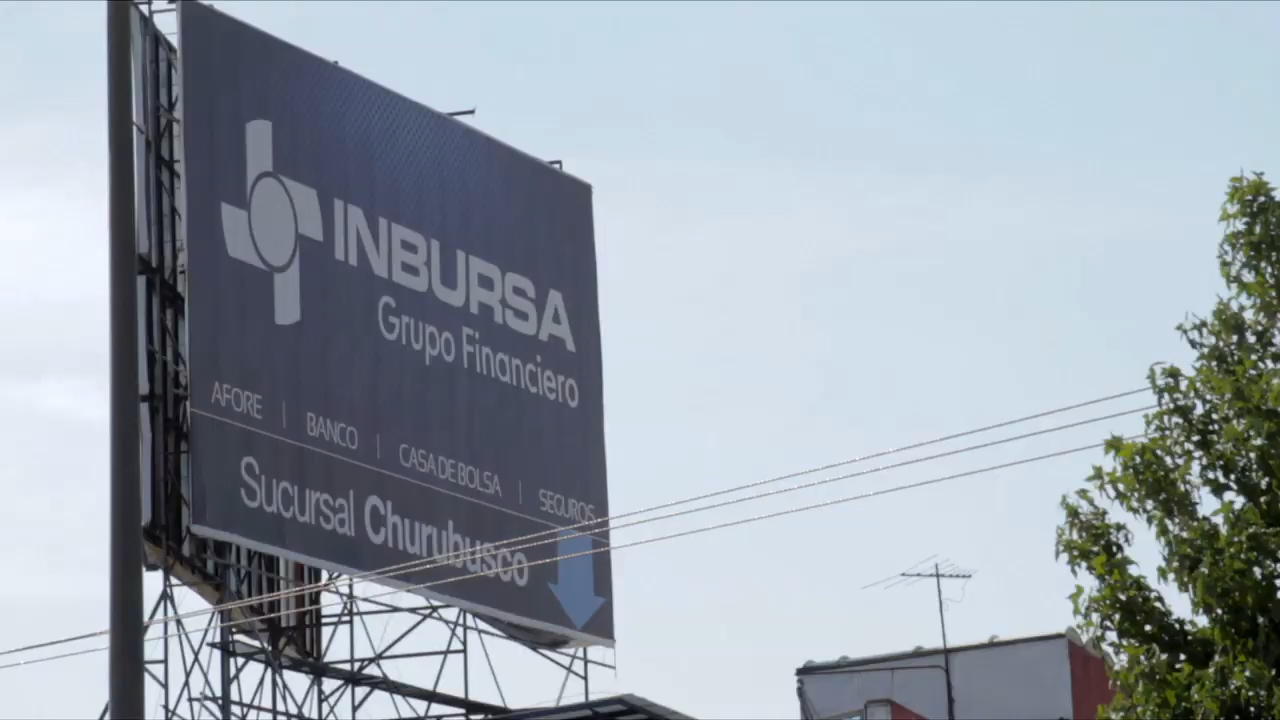 INBURSA
Grupo Financiero
AFORE | BANCO | CASA DE BOLSA | SEGUROS
Sucursal Churubusco